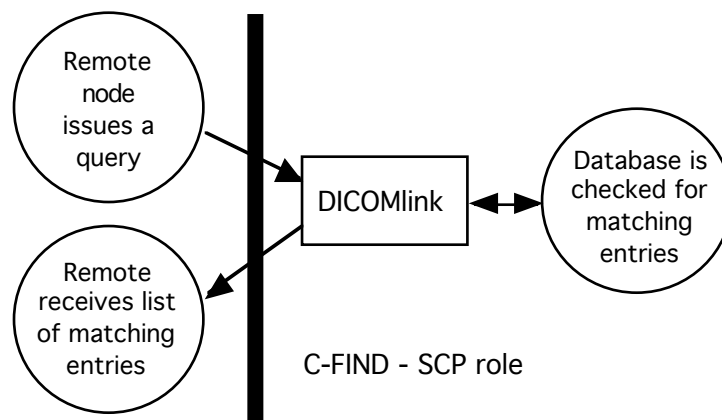 Remote
node
issues a
query
DICOMlink
Database is
checked for
matching
entries
Remote
receives list
of matching
entries
C-FIND - SCP role